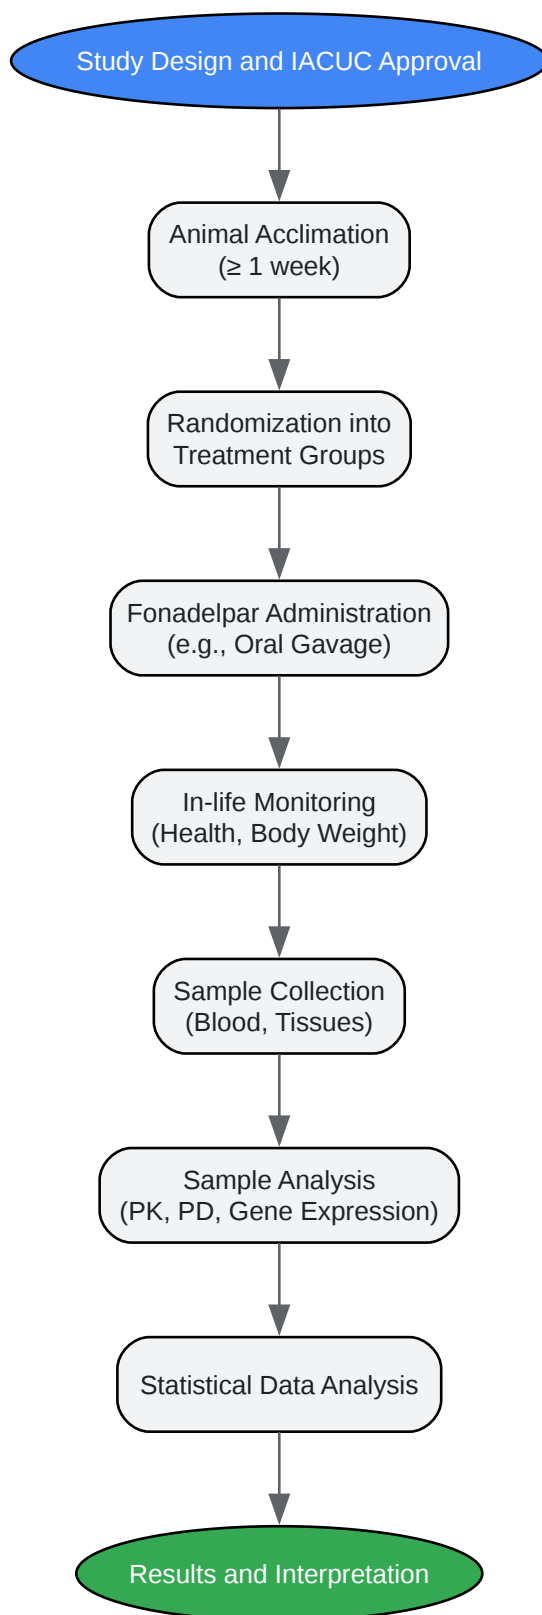 Study Design and IACUC Approval
Animal Acclimation
(≥ 1 week)
Randomization into
Treatment Groups
Fonadelpar Administration
(e.g., Oral Gavage)
In-life Monitoring
(Health, Body Weight)
Sample Collection
(Blood, Tissues)
Sample Analysis
(PK, PD, Gene Expression)
Statistical Data Analysis
Results and Interpretation